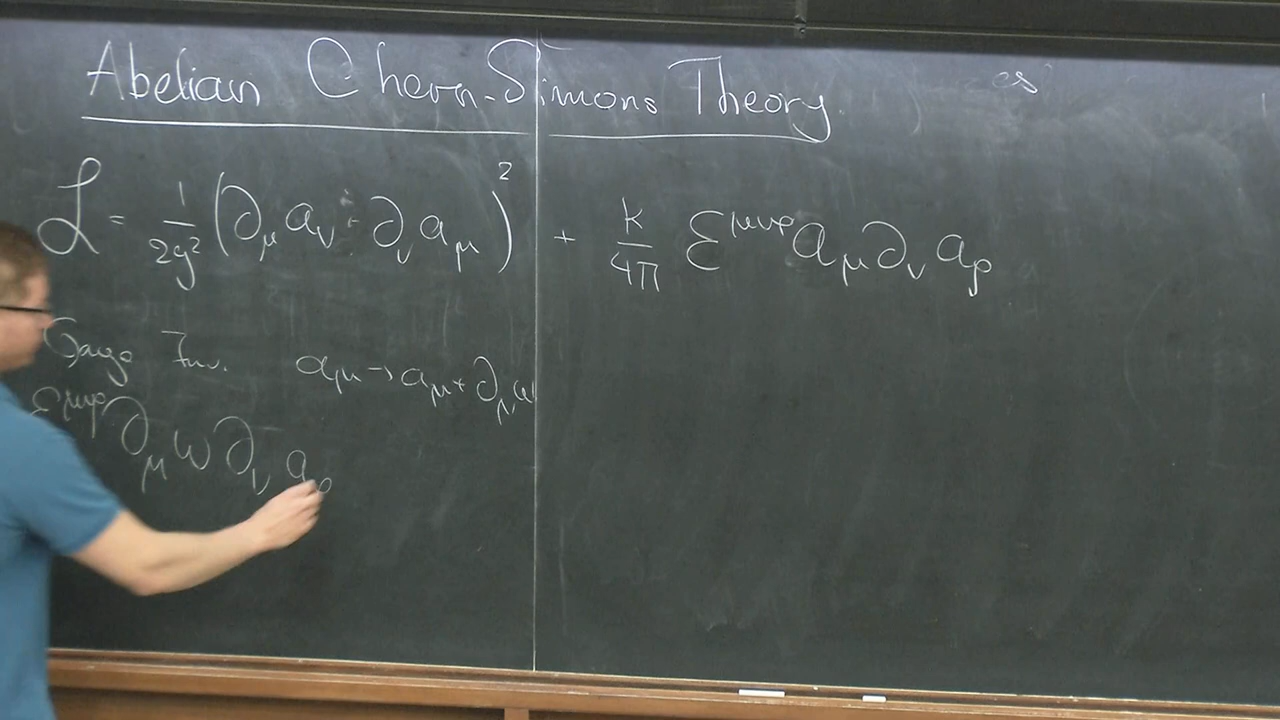 Abelian Chern-Simons Theory.
es
ℒ = 1/2g² (∂_μ a_ν - ∂_ν a_μ)² + k/4π ε^{μνρ} a_μ ∂_ν a_ρ
Gauge Inv. a_μ → a_μ + ∂_μ ω
ε^{μνρ} ∂_μ ω ∂_ν a_ρ